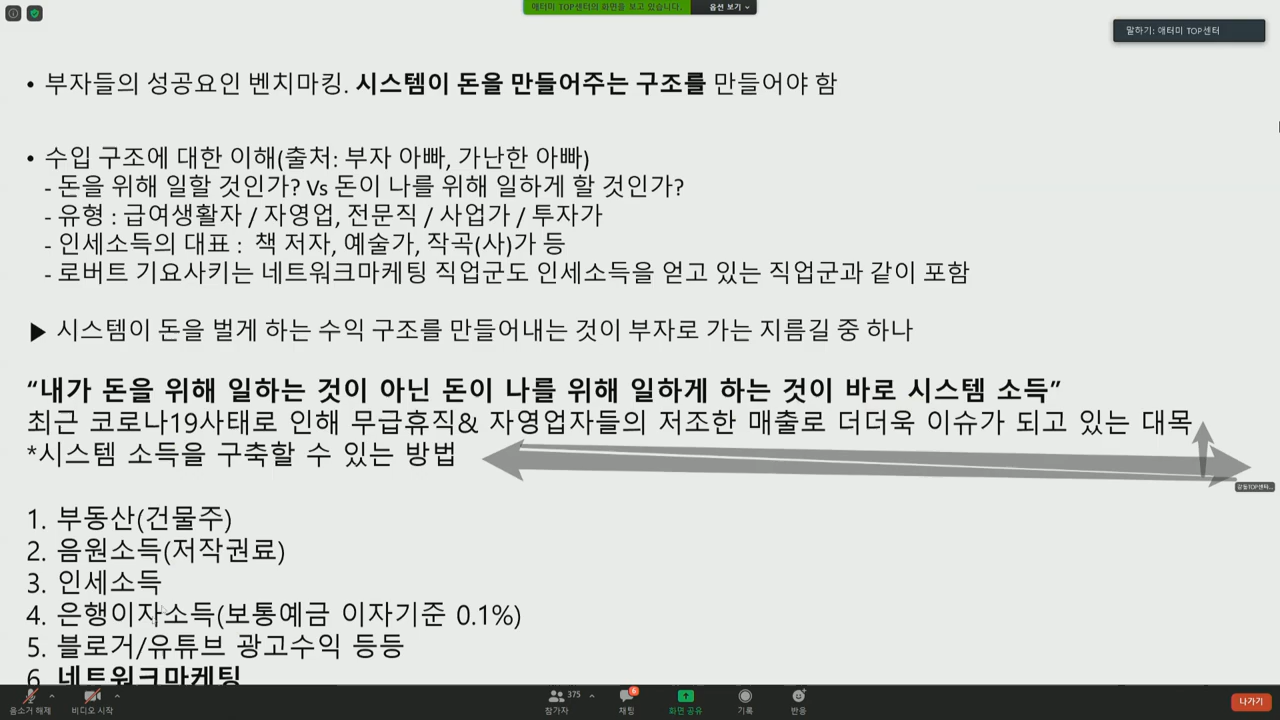 애터미 TOP센터의 화면을 보고 있습니다. 옵션 보기
말하기: 애터미 TOP센터
• 부자들의 성공요인 벤치마킹. 시스템이 돈을 만들어주는 구조를 만들어야 함
• 수입 구조에 대한 이해(출처: 부자 아빠, 가난한 아빠)
- 돈을 위해 일할 것인가? Vs 돈이 나를 위해 일하게 할 것인가?
- 유형 : 급여생활자 / 자영업, 전문직 / 사업가 / 투자가
- 인세소득의 대표 : 책 저자, 예술가, 작곡(사)가 등
- 로버트 기요사키는 네트워크마케팅 직업군도 인세소득을 얻고 있는 직업군과 같이 포함
▶ 시스템이 돈을 벌게 하는 수익 구조를 만들어내는 것이 부자로 가는 지름길 중 하나
“내가 돈을 위해 일하는 것이 아닌 돈이 나를 위해 일하게 하는 것이 바로 시스템 소득”
최근 코로나19사태로 인해 무급휴직& 자영업자들의 저조한 매출로 더더욱 이슈가 되고 있는 대목
*시스템 소득을 구축할 수 있는 방법
1. 부동산(건물주)
2. 음원소득(저작권료)
3. 인세소득
4. 은행이자소득(보통예금 이자기준 0.1%)
5. 블로거/유튜브 광고수익 등등
6. 네트워크마케팅
음소거 해제 비디오 시작 375 참가자 6 채팅 화면 공유 기록 반응 나가기